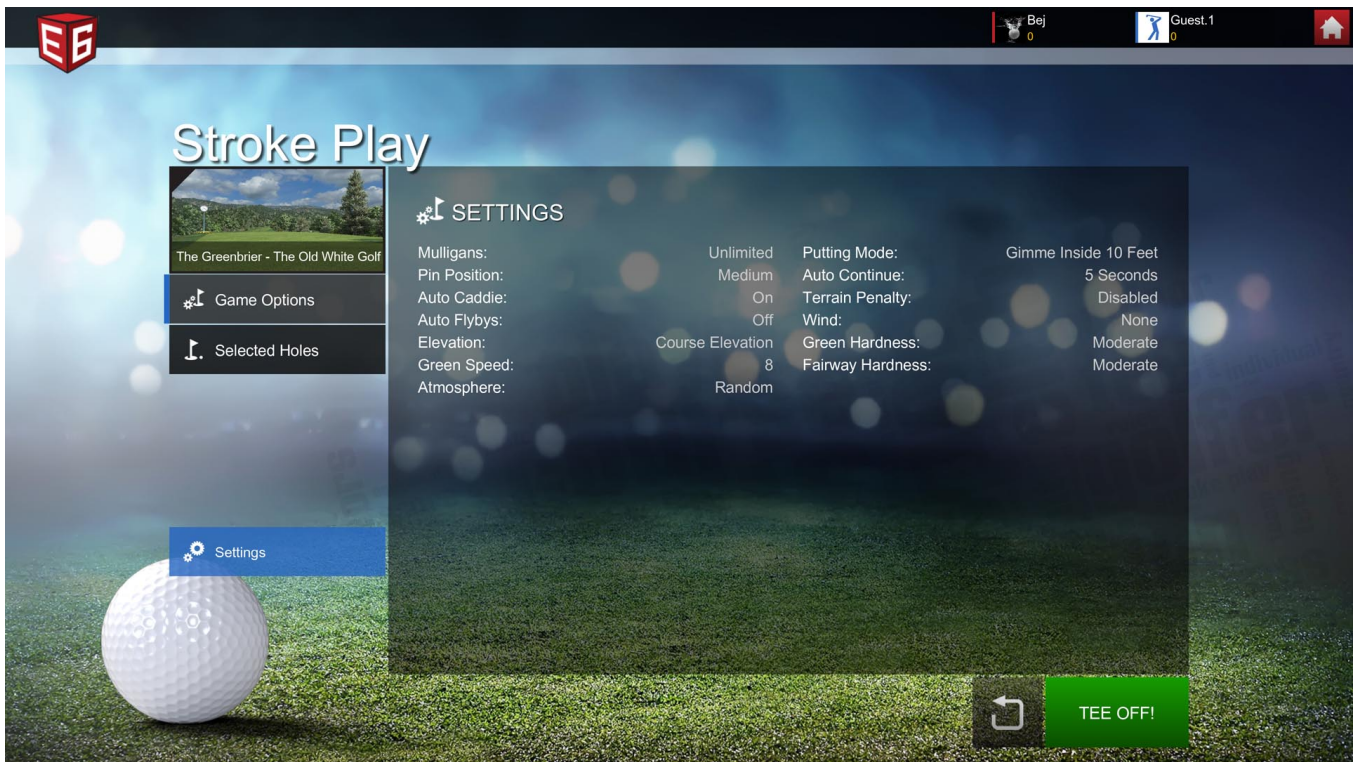 E6
Bej
0
Guest.1
0
Stroke Play
The Greenbrier - The Old White Golf
Game Options
Selected Holes
Settings
SETTINGS
Mulligans: Unlimited
Pin Position: Medium
Auto Caddie: On
Auto Flybys: Off
Elevation: Course Elevation
Green Speed: 8
Atmosphere: Random
Putting Mode: Gimme Inside 10 Feet
Auto Continue: 5 Seconds
Terrain Penalty: Disabled
Wind: None
Green Hardness: Moderate
Fairway Hardness: Moderate
TEE OFF!